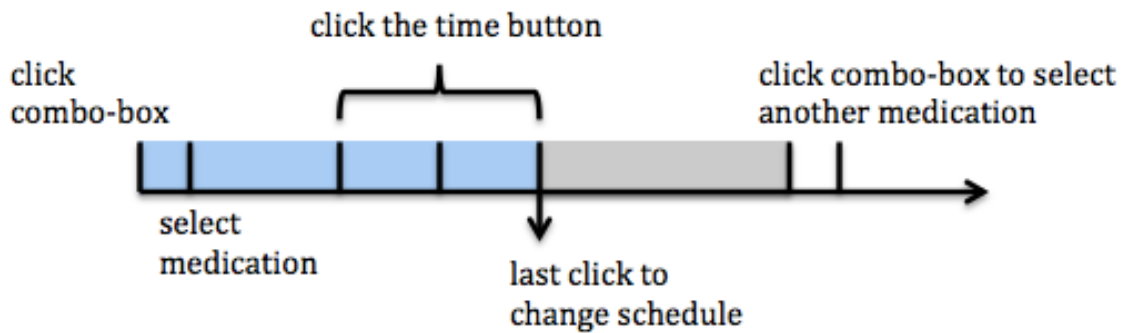 click the time button
click
combo-box
click combo-box to select
another medication
select
medication
last click to
change schedule